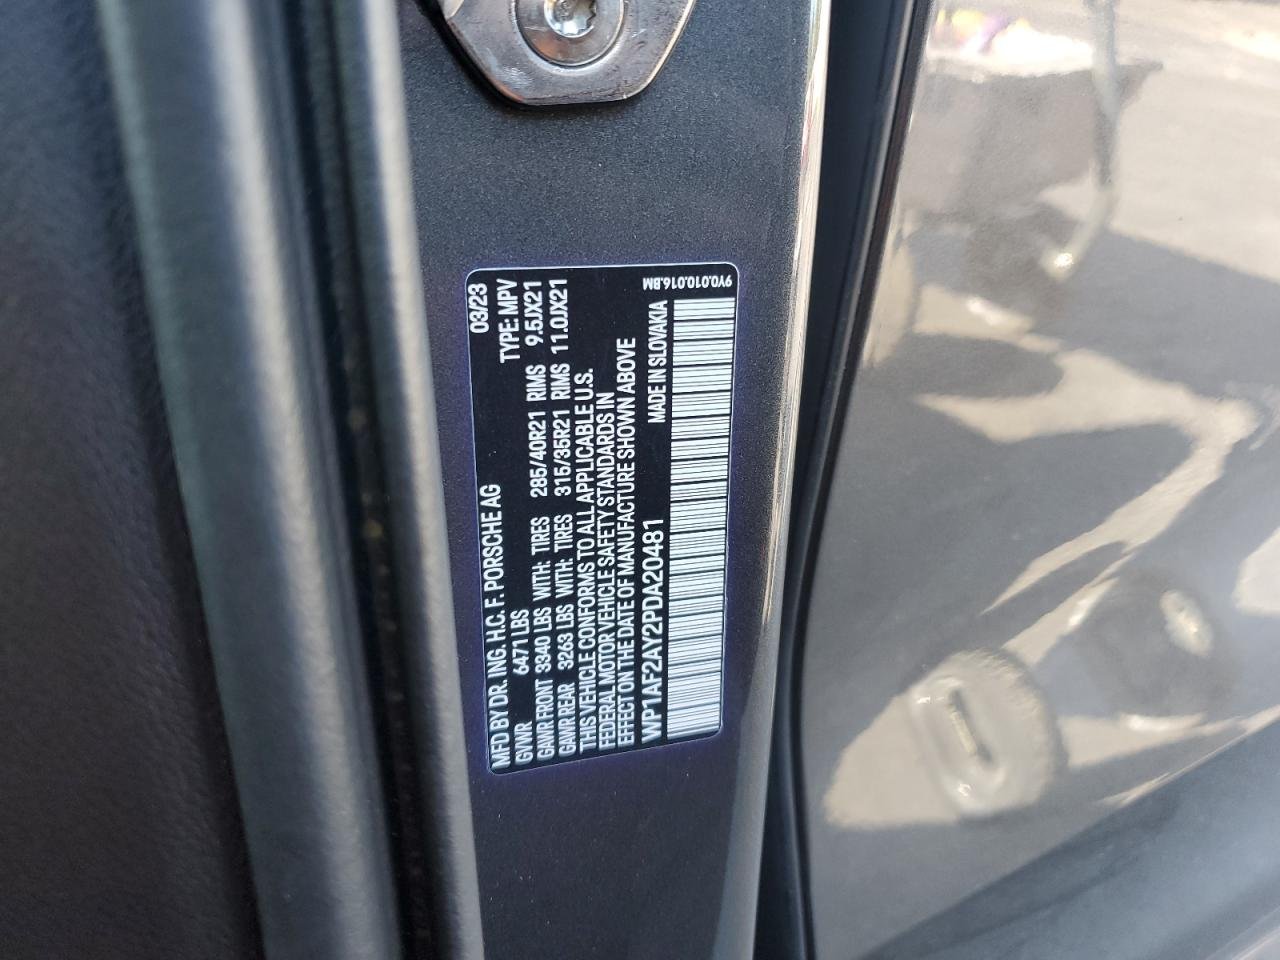 MFD BY DR. ING. H.C. F. PORSCHE AG 03/23
GVWR 6471 LBS TYPE: MPV
GAWR FRONT 3340 LBS WITH: TIRES 285/40R21 RIMS 9.5JX21
GAWR REAR 3263 LBS WITH: TIRES 315/35R21 RIMS 11.0JX21
THIS VEHICLE CONFORMS TO ALL APPLICABLE U.S.
FEDERAL MOTOR VEHICLE SAFETY STANDARDS IN
EFFECT ON THE DATE OF MANUFACTURE SHOWN ABOVE
WP1AF2AY2PDA20481 MADE IN SLOVAKIA
9Y0.010.016.BM